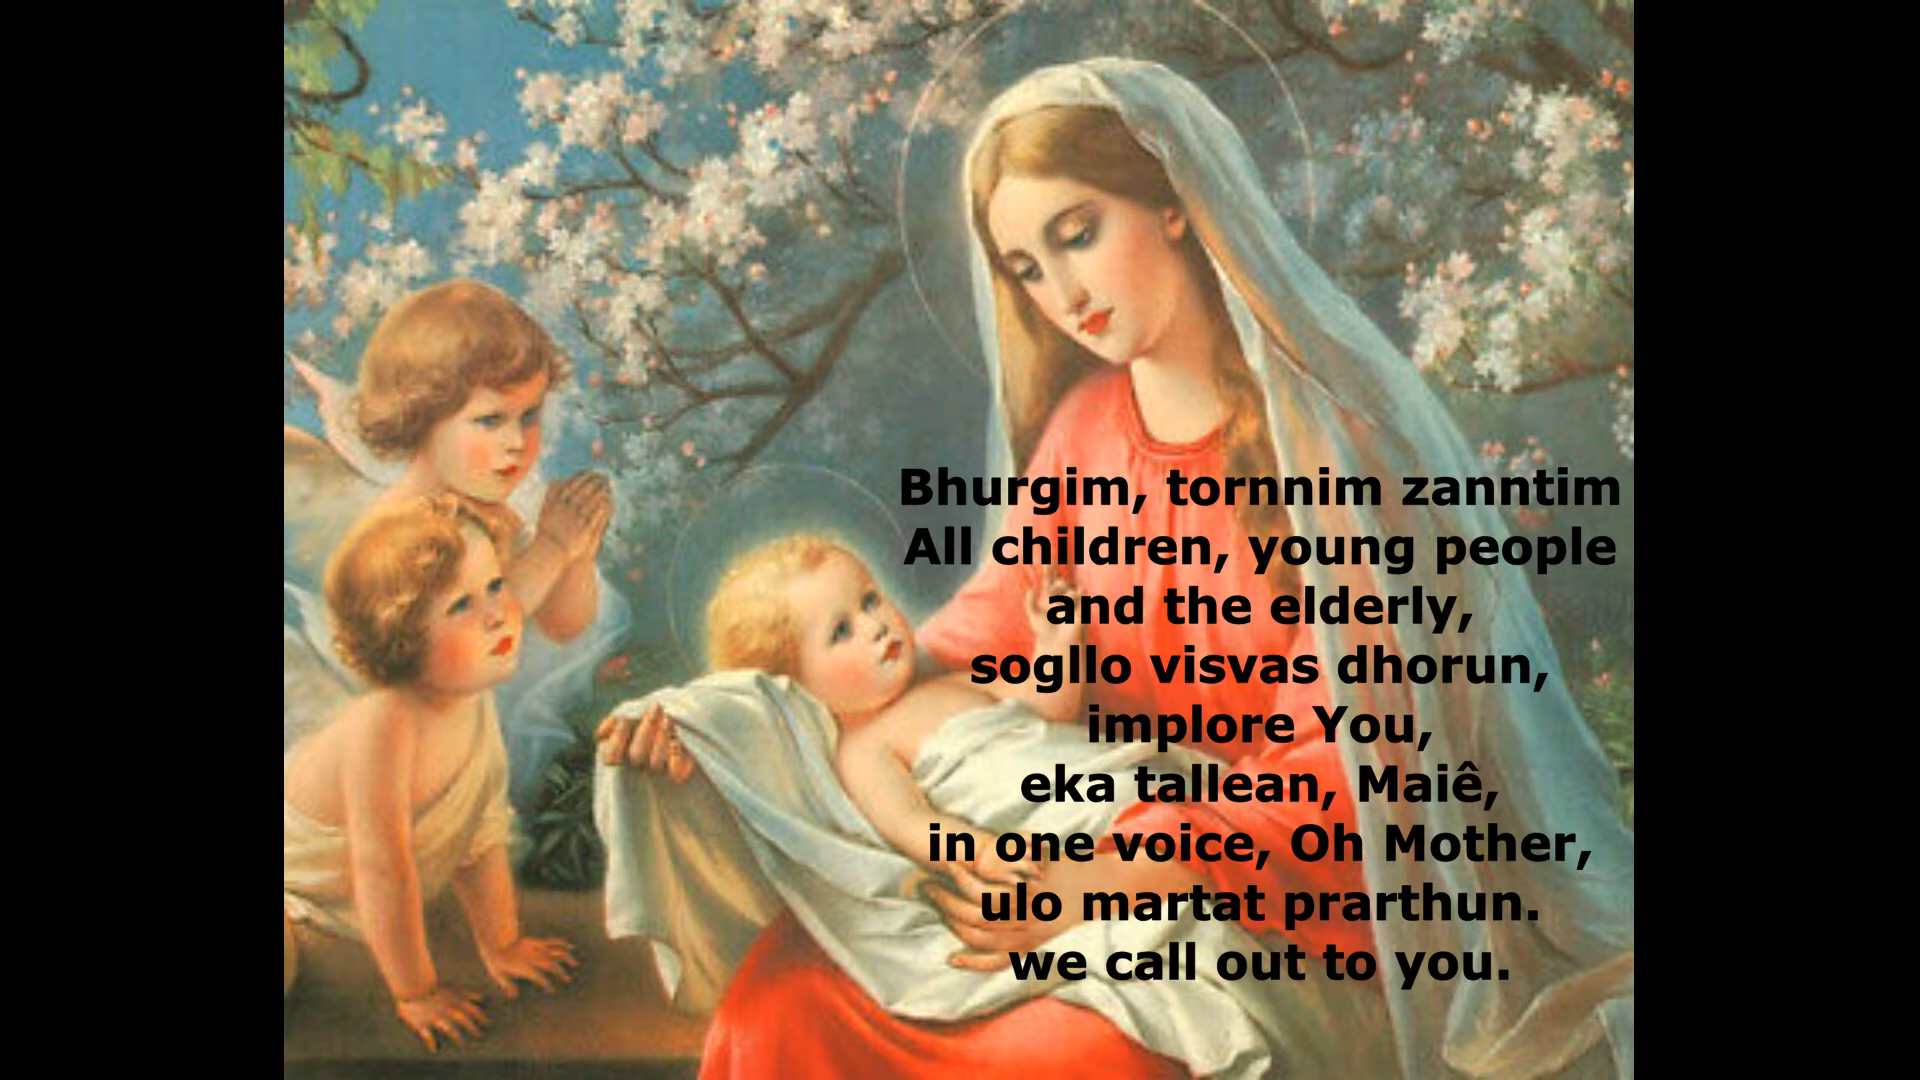 Bhurgim, tornnim zanntim
All children, young people
and the elderly,
sogllo visvas dhorun,
implore You,
eka tallean, Maiê,
in one voice, Oh Mother,
ulo martat prarthun.
we call out to you.